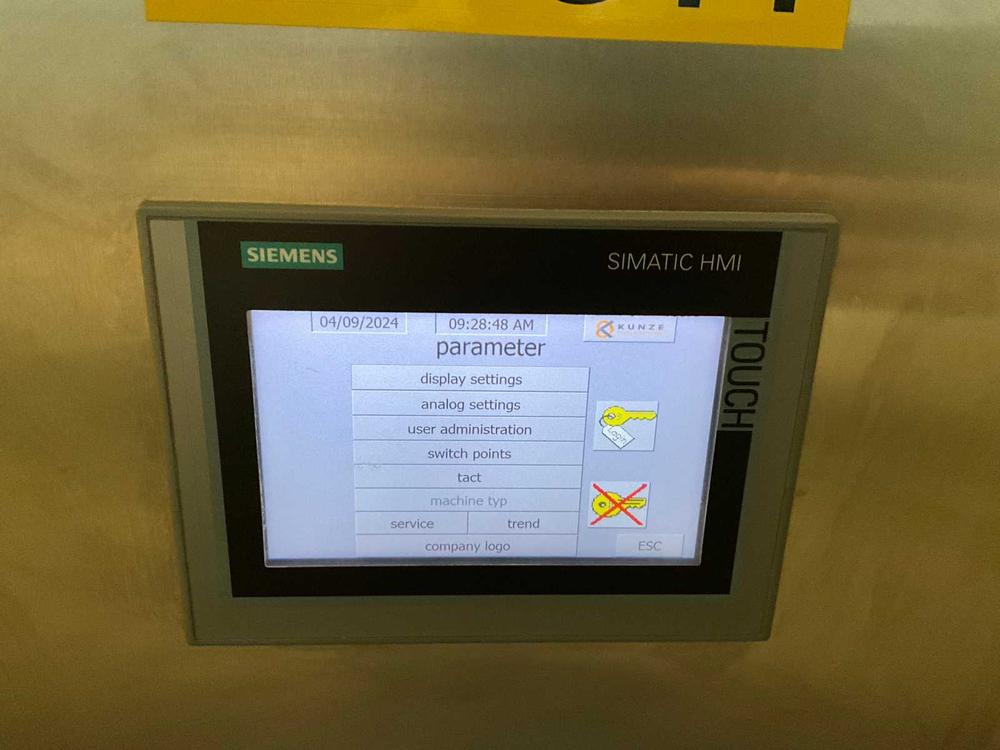 SIEMENS
SIMATIC HMI
TOUCH
04/09/2024 09:28:48 AM KUNZE
parameter
display settings
analog settings
user administration
switch points
tact
machine typ
service trend
company logo
Login
ESC